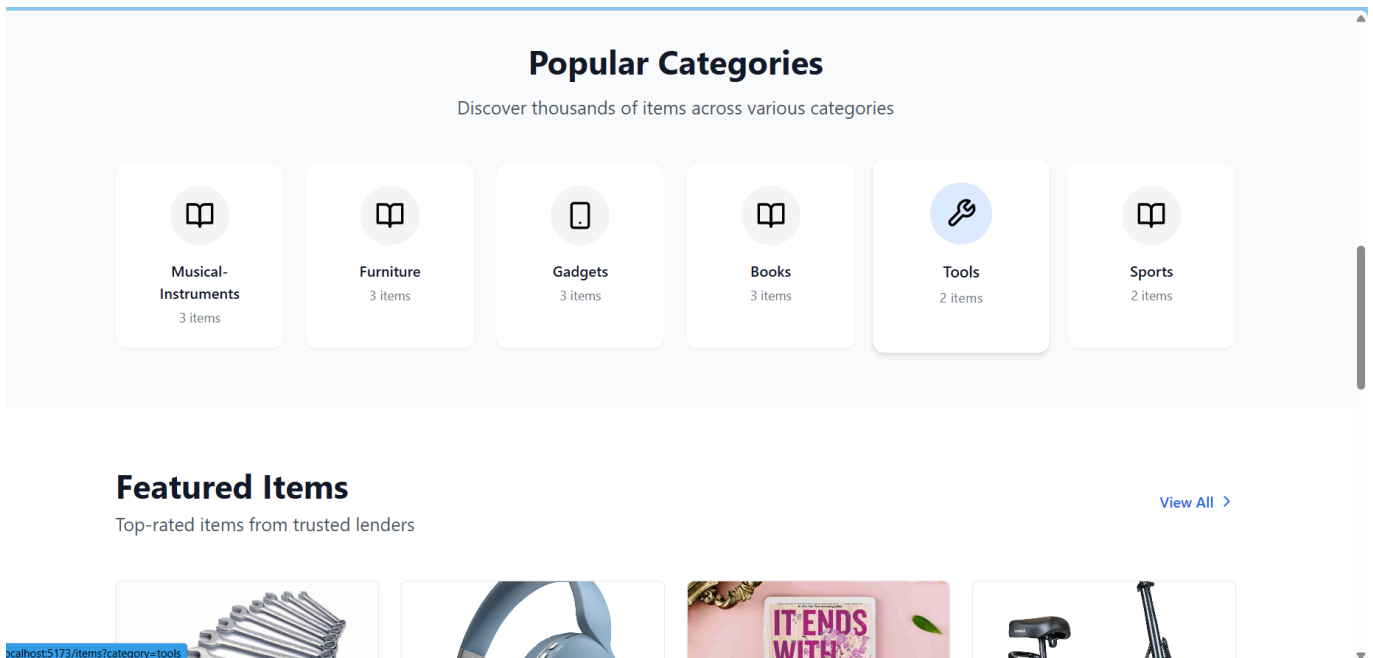 Popular Categories
Discover thousands of items across various categories
Musical-
Instruments
3 items
Furniture
3 items
Gadgets
3 items
Books
3 items
Tools
2 items
Sports
2 items
Featured Items
Top-rated items from trusted lenders
View All
IT ENDS
WITH
ocalhost:5173/items?category=tools